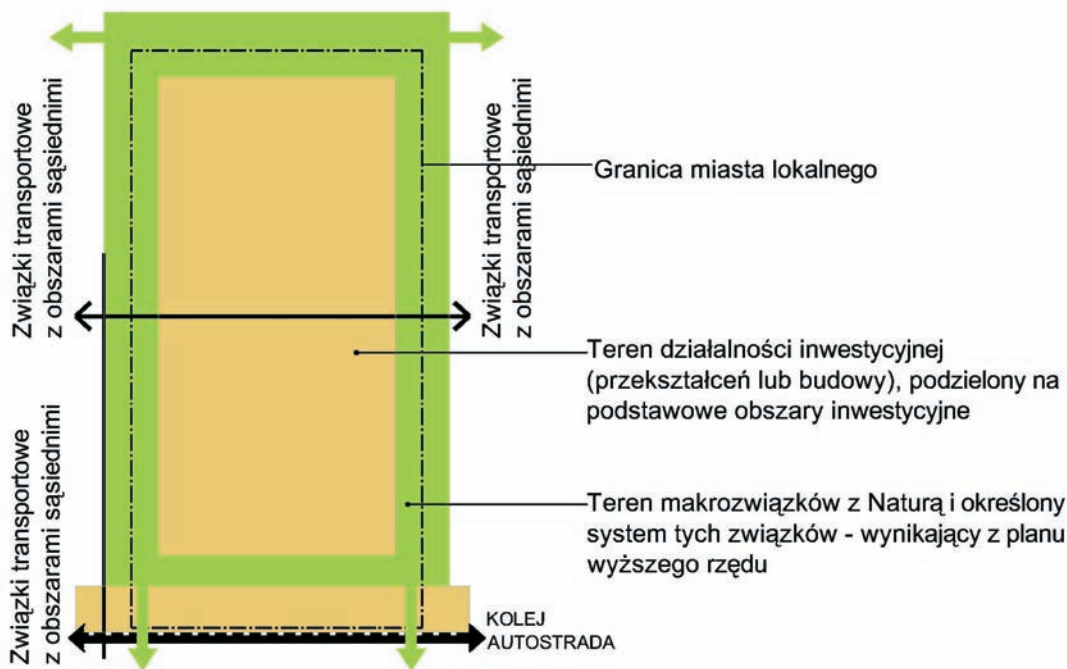 Związki transportowe
z obszarami sąsiednimi
Związki transportowe
z obszarami sąsiednimi
Granica miasta lokalnego
Teren działalności inwestycyjnej
(przekształceń lub budowy), podzielony na
podstawowe obszary inwestycyjne
Związki transportowe
z obszarami sąsiednimi
Teren makrozwiązków z Naturą i określony
system tych związków - wynikający z planu
wyższego rzędu
KOLEJ
AUTOSTRADA